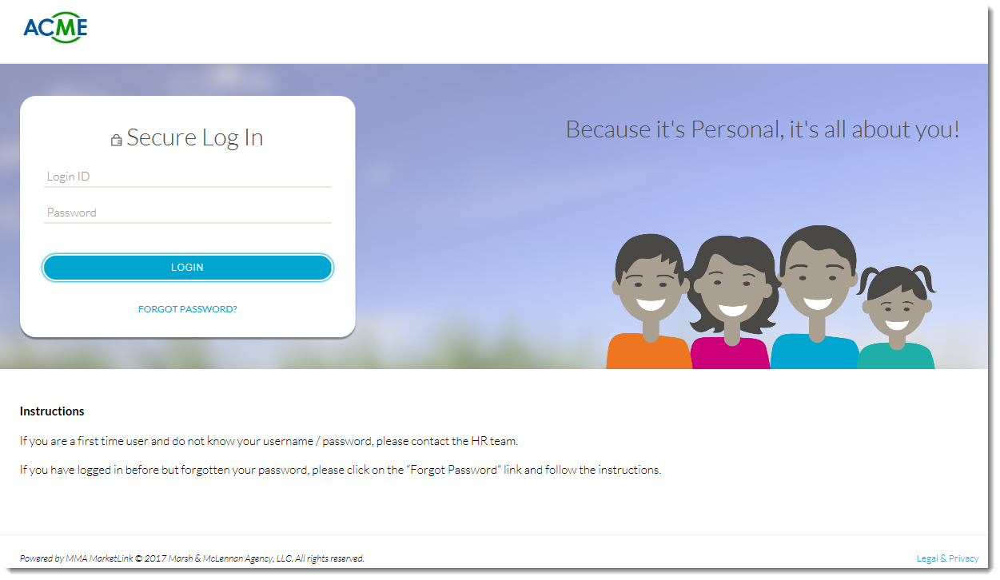 ACME
Secure Log In
Login ID
Password
LOGIN
FORGOT PASSWORD?
Because it's Personal, it's all about you!
Instructions
If you are a first time user and do not know your username / password, please contact the HR team.
If you have logged in before but forgotten your password, please click on the “Forgot Password” link and follow the instructions.
Powered by MMA MarketLink © 2017 Marsh & McLennan Agency, LLC. All rights reserved.
Legal & Privacy